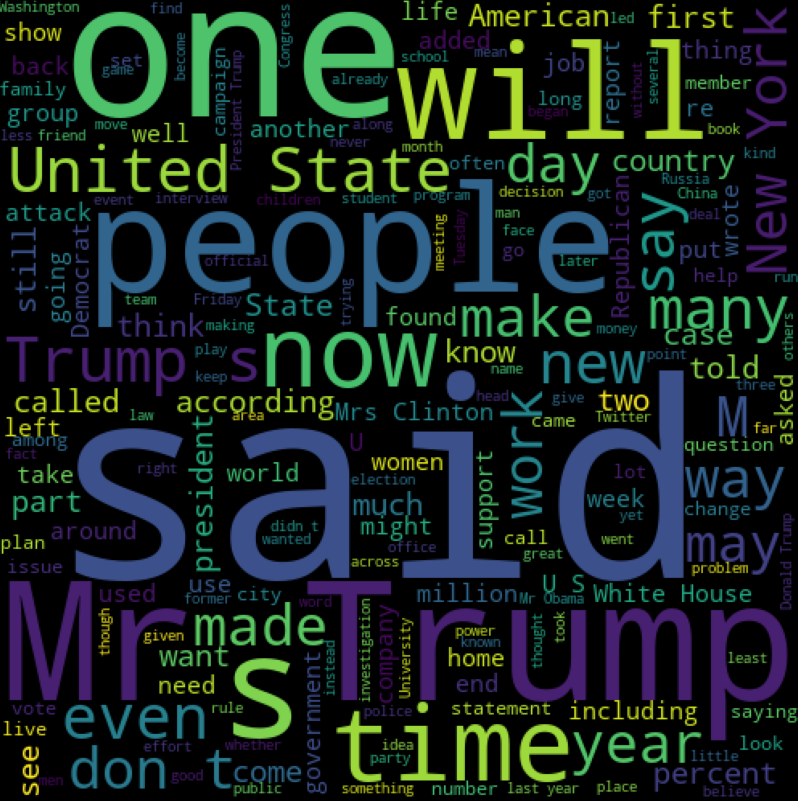 Washington
find
one
life
American
led
first
New York
show
become
Congress
school
added
mean
already
will
several
thing
back
set
game
campaign
President Trump
job
report
without
member
family
long
re
group
less
friend
move
well
another
along
never
month
began
book
kind
United State
often
day
country
attack
event
interview
children
student
program
decision
got
Russia
China
people
official
meeting
Tuesday
man
face
go
later
Republican
say
deal
put
wrote
help
run
still
going
Democrat
team
Friday
State
trying
making
found
make
many
money
case
others
think
Trump s
play
keep
now
know
name
new
point
told
three
called
according
law
area
Mrs Clinton
head
give
two
Twitter
came
M
far
asked
left
among
fact
right
president
world
said
U
women
election
work
lot
question
way
take
part
much
support
week
yet
change
around
didn t
wanted
might
call
great
went
may
plan
issue
office
across
problem
Donald Trump
Mr Trump
used
use
former
city
million
Mr Obama
U S
White House
though
given
made
word
instead
investigation
company
University
power
known
thought
took
want
s
home
least
need
government
end
vote
rule
police
statement
including
saying
live
even
time
year
look
see
don t
come
idea
party
little
effort
whether
men
good
public
something
number
last year
place
percent
believe